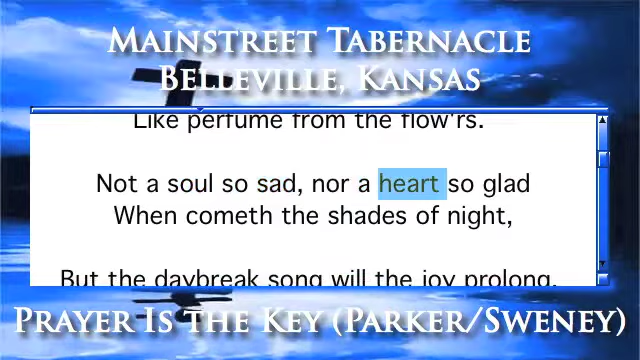 Mainstreet Tabernacle
Belleville, Kansas
Like perfume from the flow'rs.
Not a soul so sad, nor a heart so glad
When cometh the shades of night,
But the daybreak song will the joy prolong,
Prayer Is the Key (Parker/Sweney)